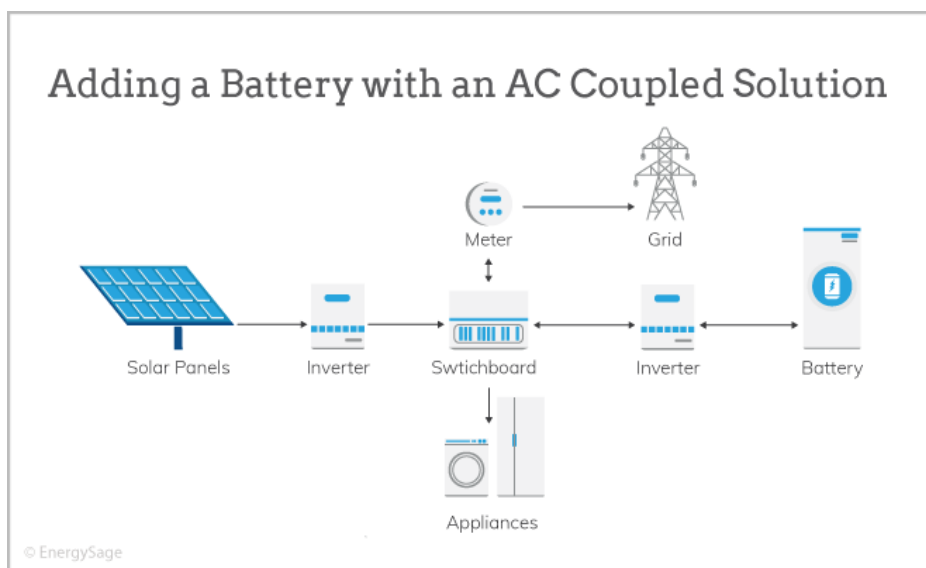 Adding a Battery with an AC Coupled Solution
Meter
Grid
Solar Panels
Inverter
Swtichboard
Inverter
Battery
Appliances
© EnergySage